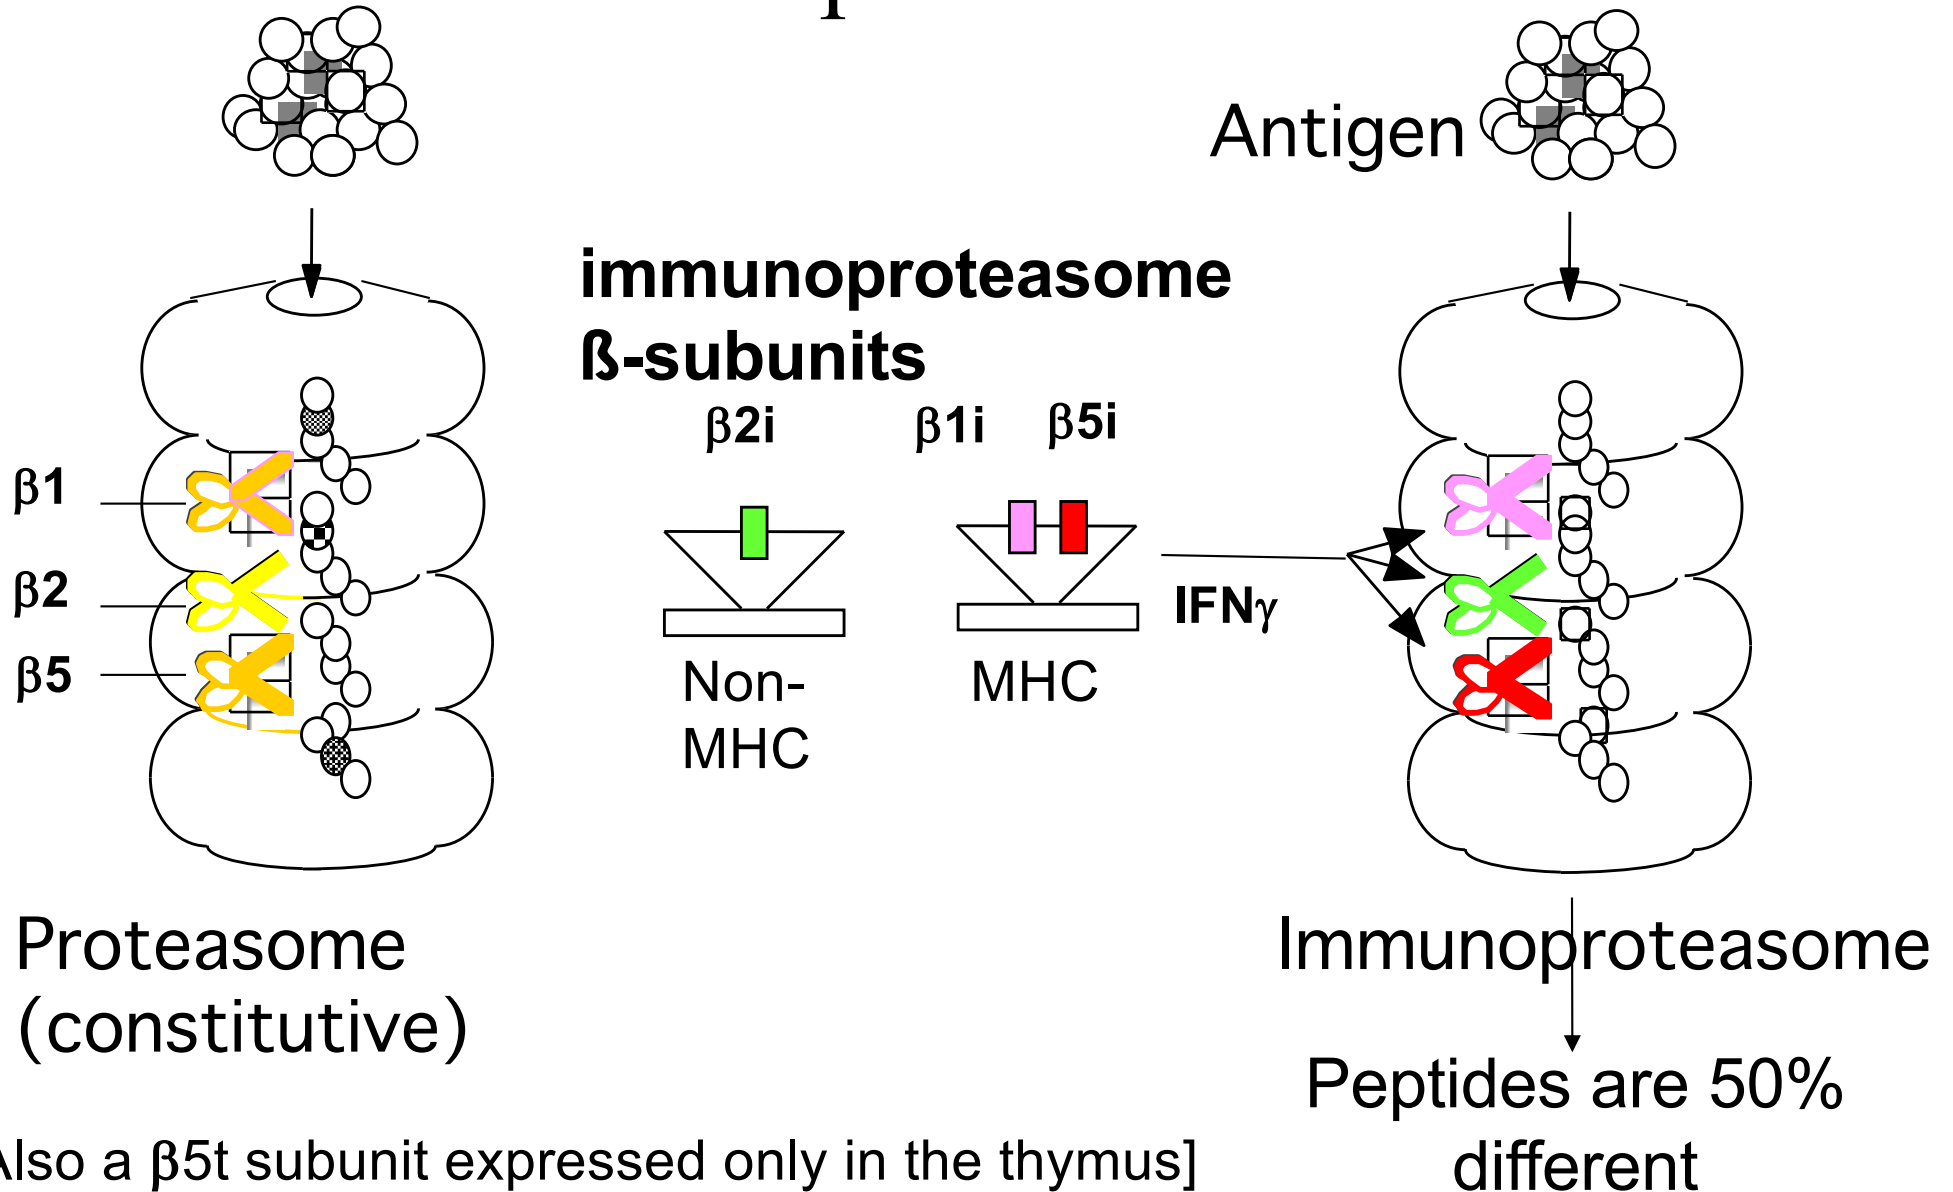 Antigen
immunoproteasome
ß-subunits
β2i
β1i
β5i
β1
β2
β5
IFNγ
Non-
MHC
MHC
Proteasome
(constitutive)
Immunoproteasome
Peptides are 50%
different
Also a β5t subunit expressed only in the thymus]